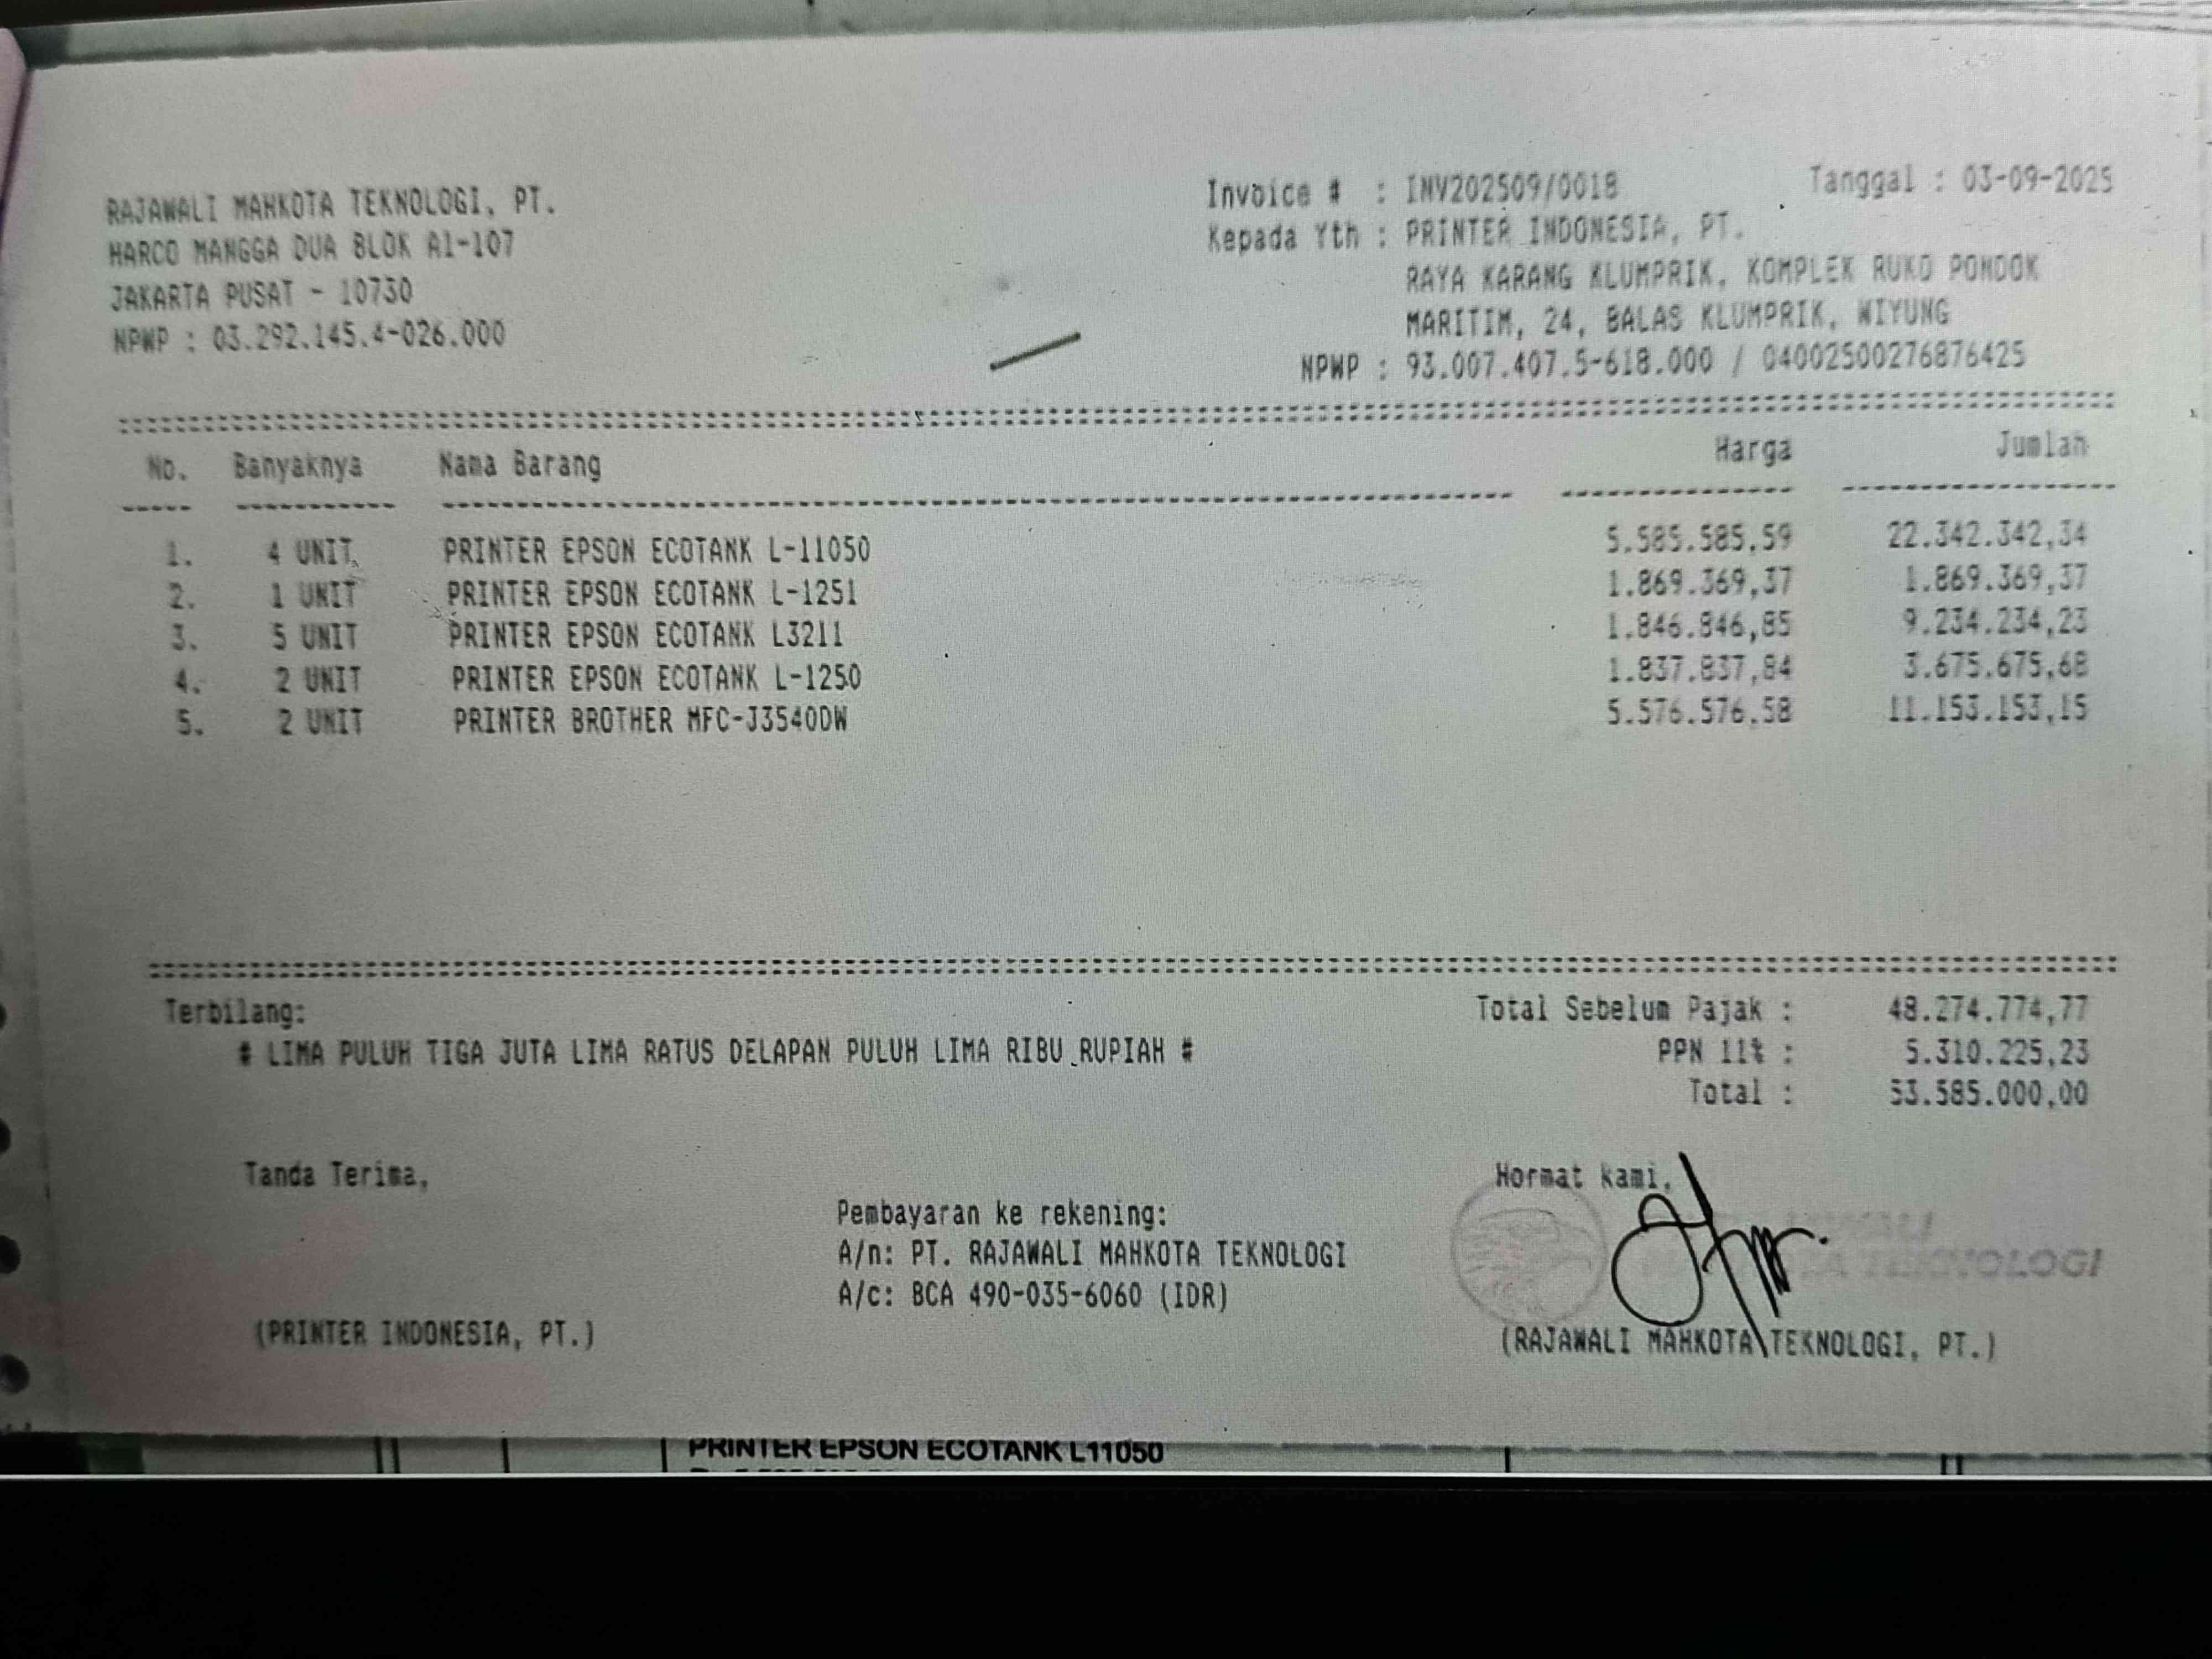 RAJAWALI MAHKOTA TEKNOLOGI, PT.
HARCO MANGGA DUA BLOK A1-107
JAKARTA PUSAT - 10730
NPWP : 03.292.145.4-026.000
Invoice # : INV202509/0018 Tanggal : 03-09-2025
Kepada Yth : PRINTER INDONESIA, PT.
RAYA KARANG KLUMPRIK, KOMPLEK RUKO PONDOK
MARITIM, 24, BALAS KLUMPRIK, WIYUNG
NPWP : 93.007.407.5-618.000 / 04002500276876425
No. Banyaknya Nama Barang Harga Jumlah
1. 4 UNIT PRINTER EPSON ECOTANK L-11050 5.585.585,59 22.342.342,34
2. 1 UNIT PRINTER EPSON ECOTANK L-1251 1.869.369,37 1.869.369,37
3. 5 UNIT PRINTER EPSON ECOTANK L3211 1.846.846,85 9.234.234,23
4. 2 UNIT PRINTER EPSON ECOTANK L-1250 1.837.837,84 3.675.675,68
5. 2 UNIT PRINTER BROTHER MFC-J3540DW 5.576.576,58 11.153.153,15
Terbilang:
# LIMA PULUH TIGA JUTA LIMA RATUS DELAPAN PULUH LIMA RIBU RUPIAH #
Total Sebelum Pajak : 48.274.774,77
PPN 11% : 5.310.225,23
Total : 53.585.000,00
Tanda Terima,
(PRINTER INDONESIA, PT.)
Pembayaran ke rekening:
A/n: PT. RAJAWALI MAHKOTA TEKNOLOGI
A/c: BCA 490-035-6060 (IDR)
Hormat kami,
TEKNOLOGI
(RAJAWALI MAHKOTA TEKNOLOGI, PT.)
PRINTER EPSON ECOTANK L11050